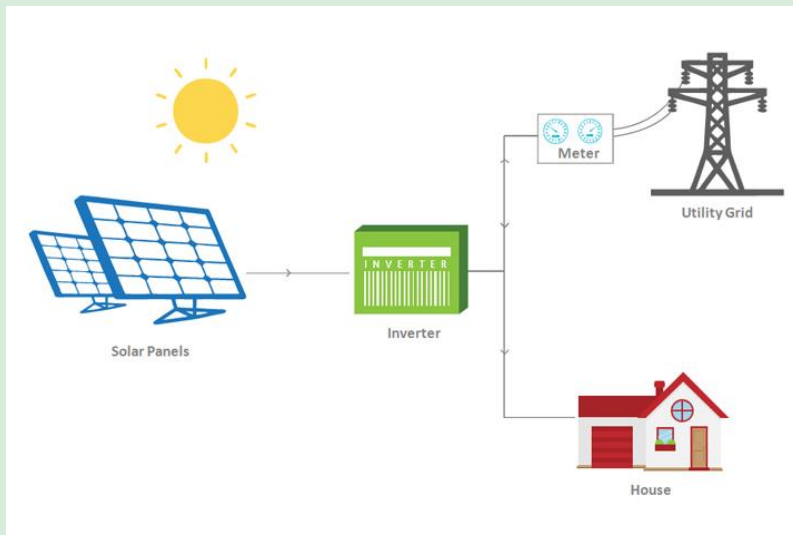 Meter
Utility Grid
INVERTER
Inverter
Solar Panels
House